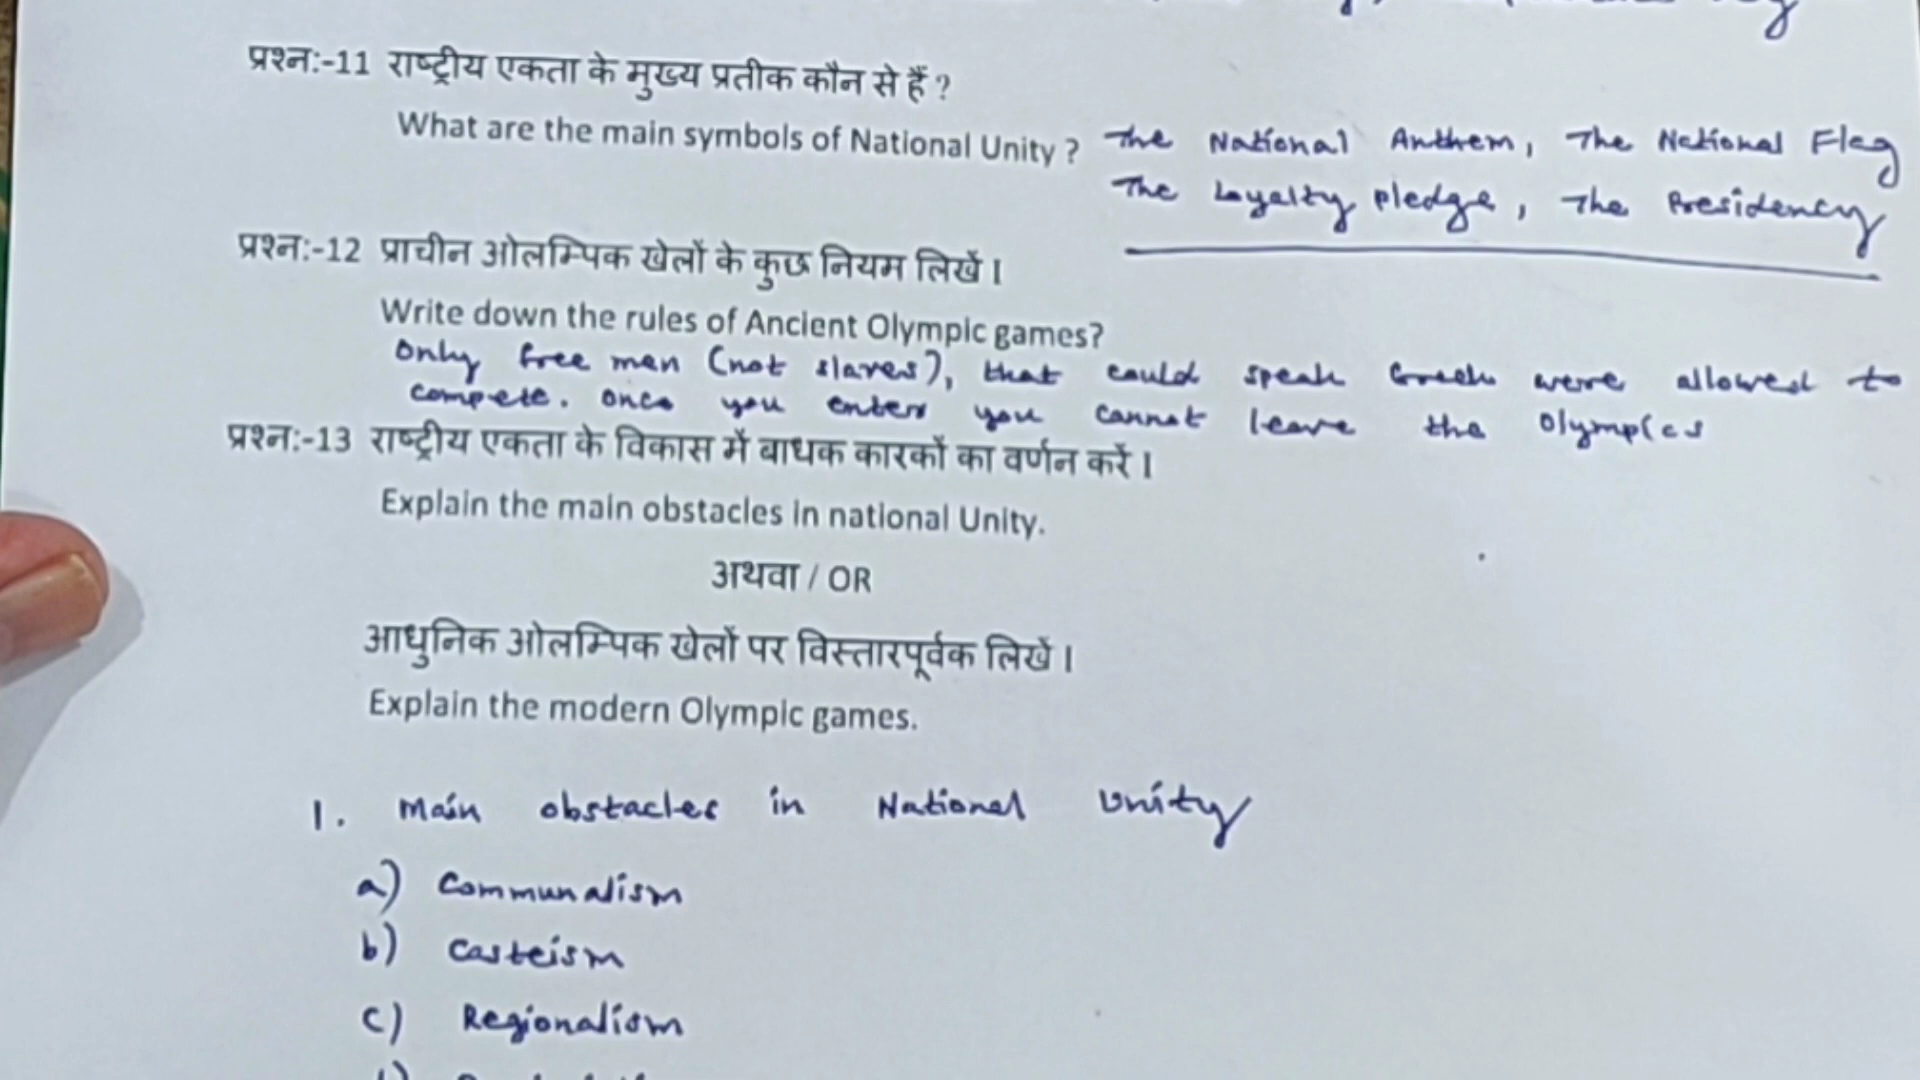 प्रश्न:-11 राष्ट्रीय एकता के मुख्य प्रतीक कौन से हैं ?
What are the main symbols of National Unity ? The National Anthem, The National Flag
The Loyalty pledge, The Presidency
प्रश्न:-12 प्राचीन ओलम्पिक खेलों के कुछ नियम लिखें ।
Write down the rules of Ancient Olympic games?
Only free men (not slaves), that could speak Greek were allowed to
compete. once you enters you cannot leave the Olympics
प्रश्न:-13 राष्ट्रीय एकता के विकास में बाधक कारकों का वर्णन करें ।
Explain the main obstacles in national Unity.
अथवा / OR
आधुनिक ओलम्पिक खेलों पर विस्तारपूर्वक लिखें ।
Explain the modern Olympic games.
1. Main obstacles in National Unity
a) Communalism
b) Casteism
c) Regionalism